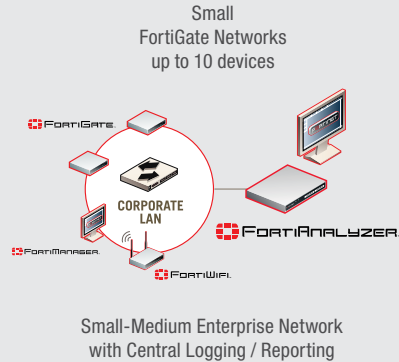 Small
FortiGate Networks
up to 10 devices
FORTIGATE
CORPORATE
LAN
FORTIANALYZER
FORTIMANAGER
FORTIWIFI
Small-Medium Enterprise Network
with Central Logging / Reporting